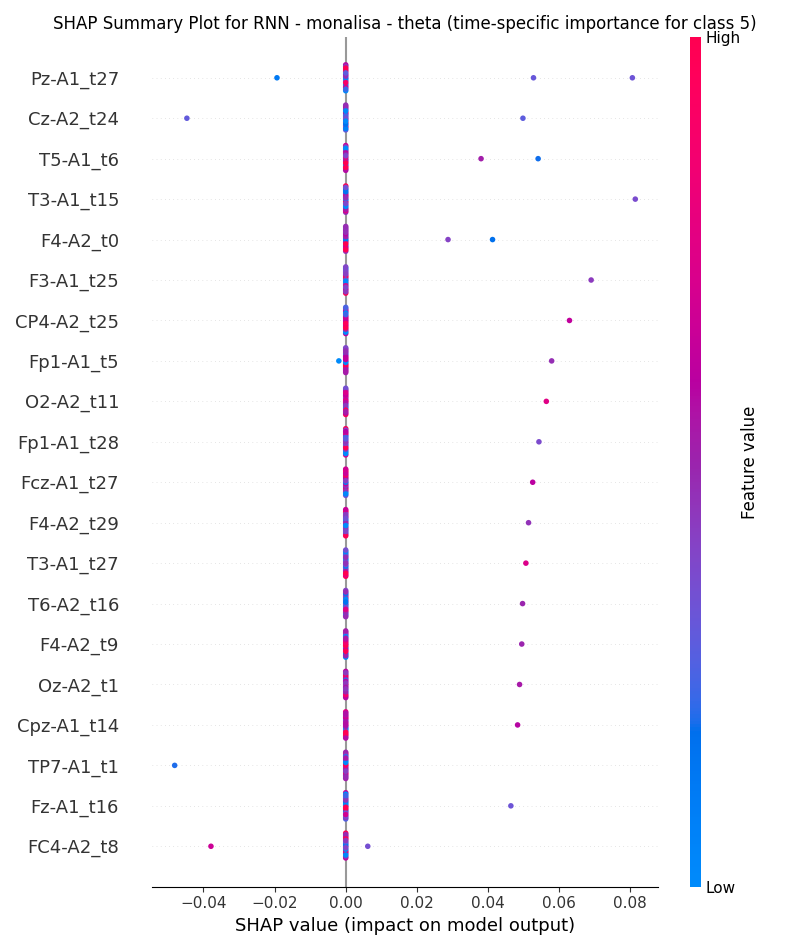 SHAP Summary Plot for RNN - monalisa - theta (time-specific importance for class 5)
High
Pz-A1_t27
Cz-A2_t24
T5-A1_t6
T3-A1_t15
F4-A2_t0
F3-A1_t25
CP4-A2_t25
Fp1-A1_t5
O2-A2_t11
Fp1-A1_t28
Fcz-A1_t27
F4-A2_t29
T3-A1_t27
T6-A2_t16
F4-A2_t9
Oz-A2_t1
Cpz-A1_t14
TP7-A1_t1
Fz-A1_t16
FC4-A2_t8
Feature value
Low
−0.04 −0.02 0.00 0.02 0.04 0.06 0.08
SHAP value (impact on model output)